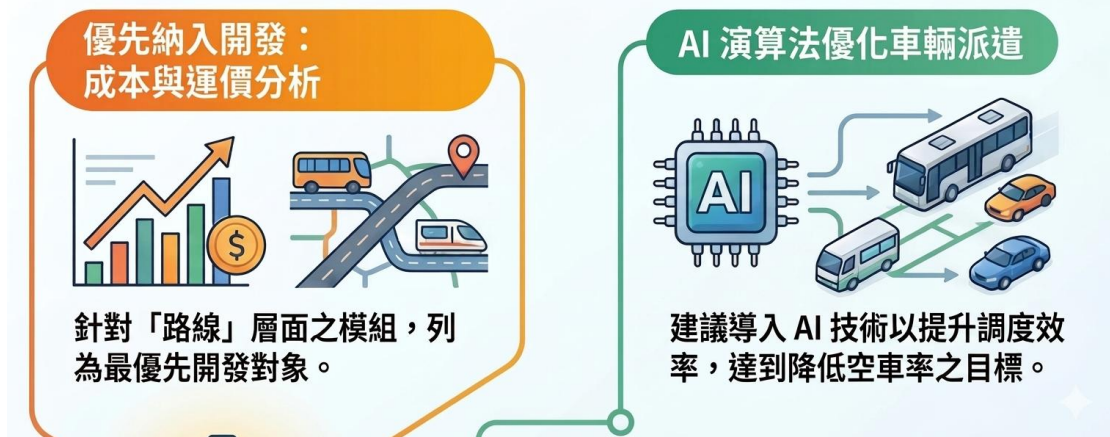 優先納入開發：
成本與運價分析
$
針對「路線」層面之模組，列
為最優先開發對象。
AI 演算法優化車輛派遣
AI
建議導入 AI 技術以提升調度效
率，達到降低空車率之目標。